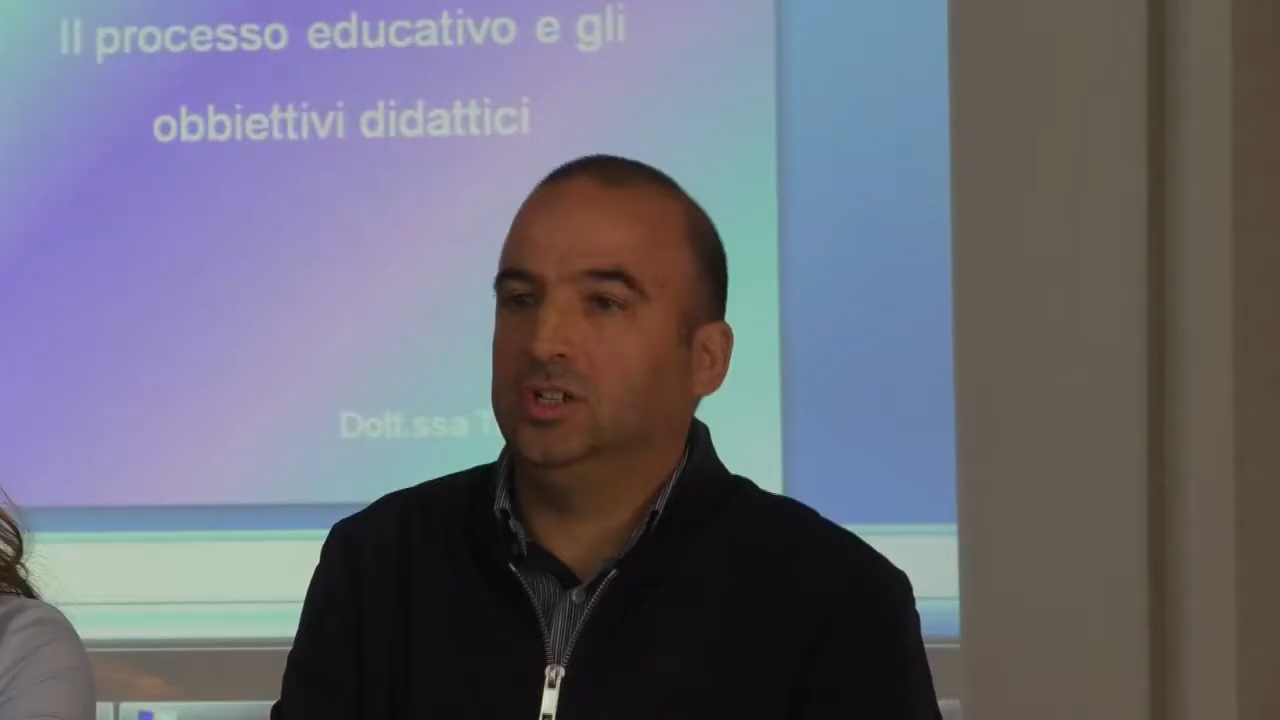 Il processo educativo e gli
obbiettivi didattici
Dott.ssa T